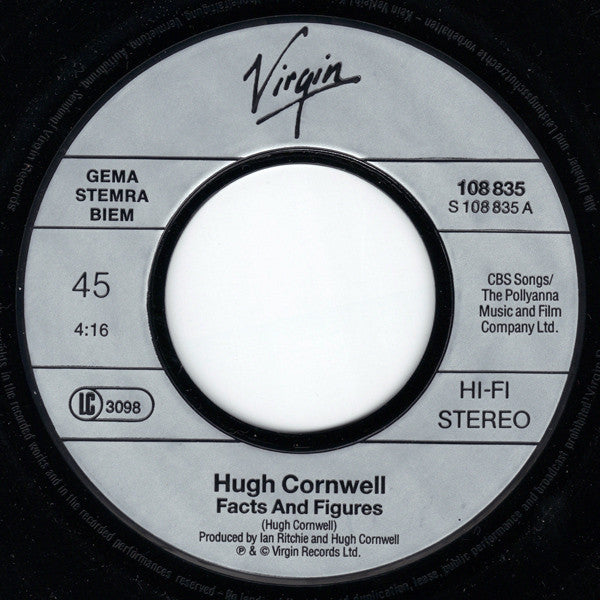 Virgin
GEMA
STEMRA
BIEM
108 835
S 108 835 A
45
4:16
CBS Songs/
The Pollyanna
Music and Film
Company Ltd.
LC 3098
HI-FI
STEREO
Hugh Cornwell
Facts And Figures
(Hugh Cornwell)
Produced by Ian Ritchie and Hugh Cornwell
℗ & © Virgin Records Ltd.